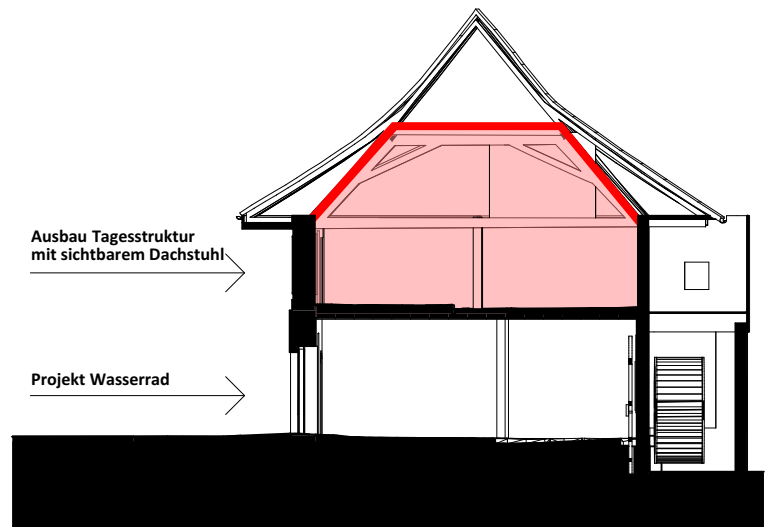 Ausbau Tagesstruktur
mit sichtbarem Dachstuhl
Projekt Wasserrad